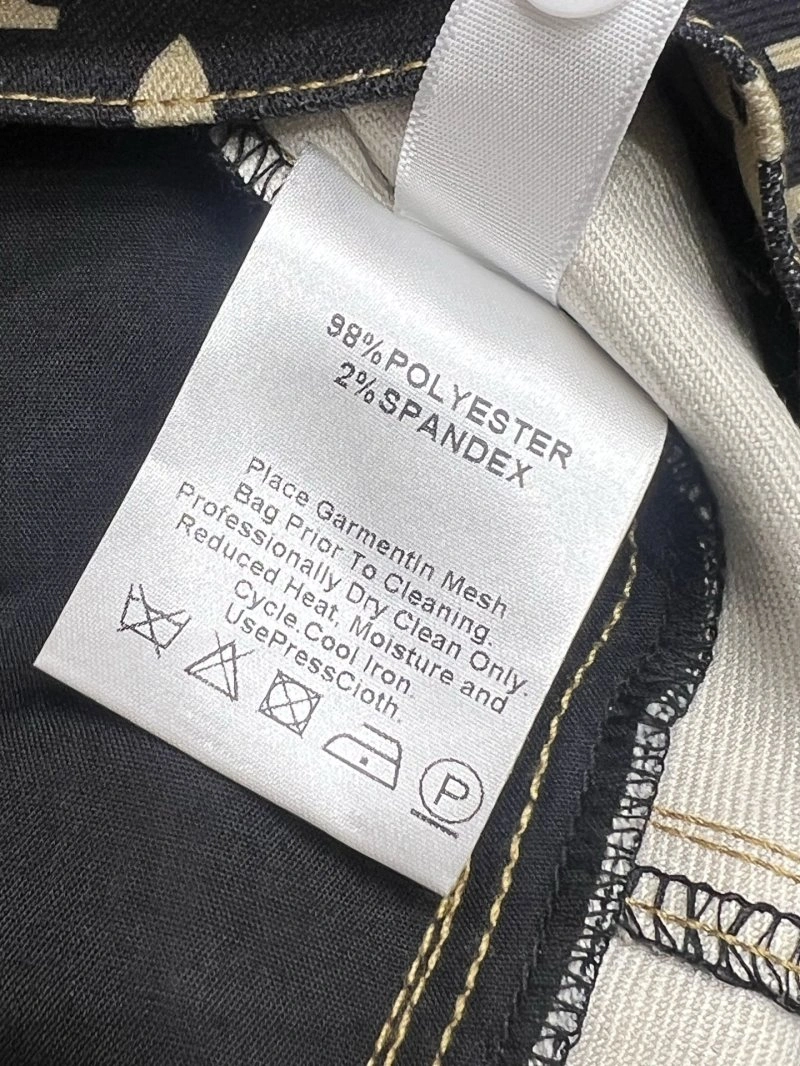 98%POLYESTER
2%SPANDEX
Place GarmentIn Mesh
Bag Prior To Cleaning.
Professionally Dry Clean Only.
Reduced Heat, Moisture and
Cycle.Cool Iron.
UsePressCloth.
P